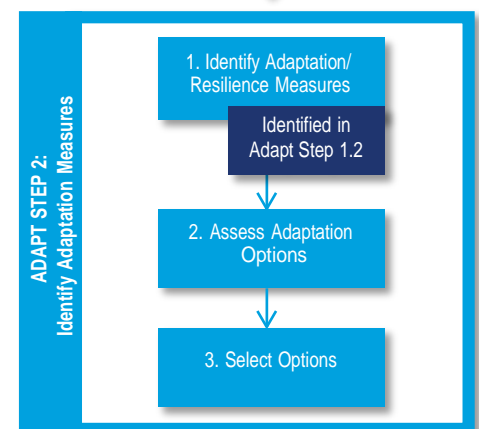 ADAPT STEP 2:
Identify Adaptation Measures
1. Identify Adaptation/
Resilience Measures
Identified in
Adapt Step 1.2
2. Assess Adaptation
Options
3. Select Options